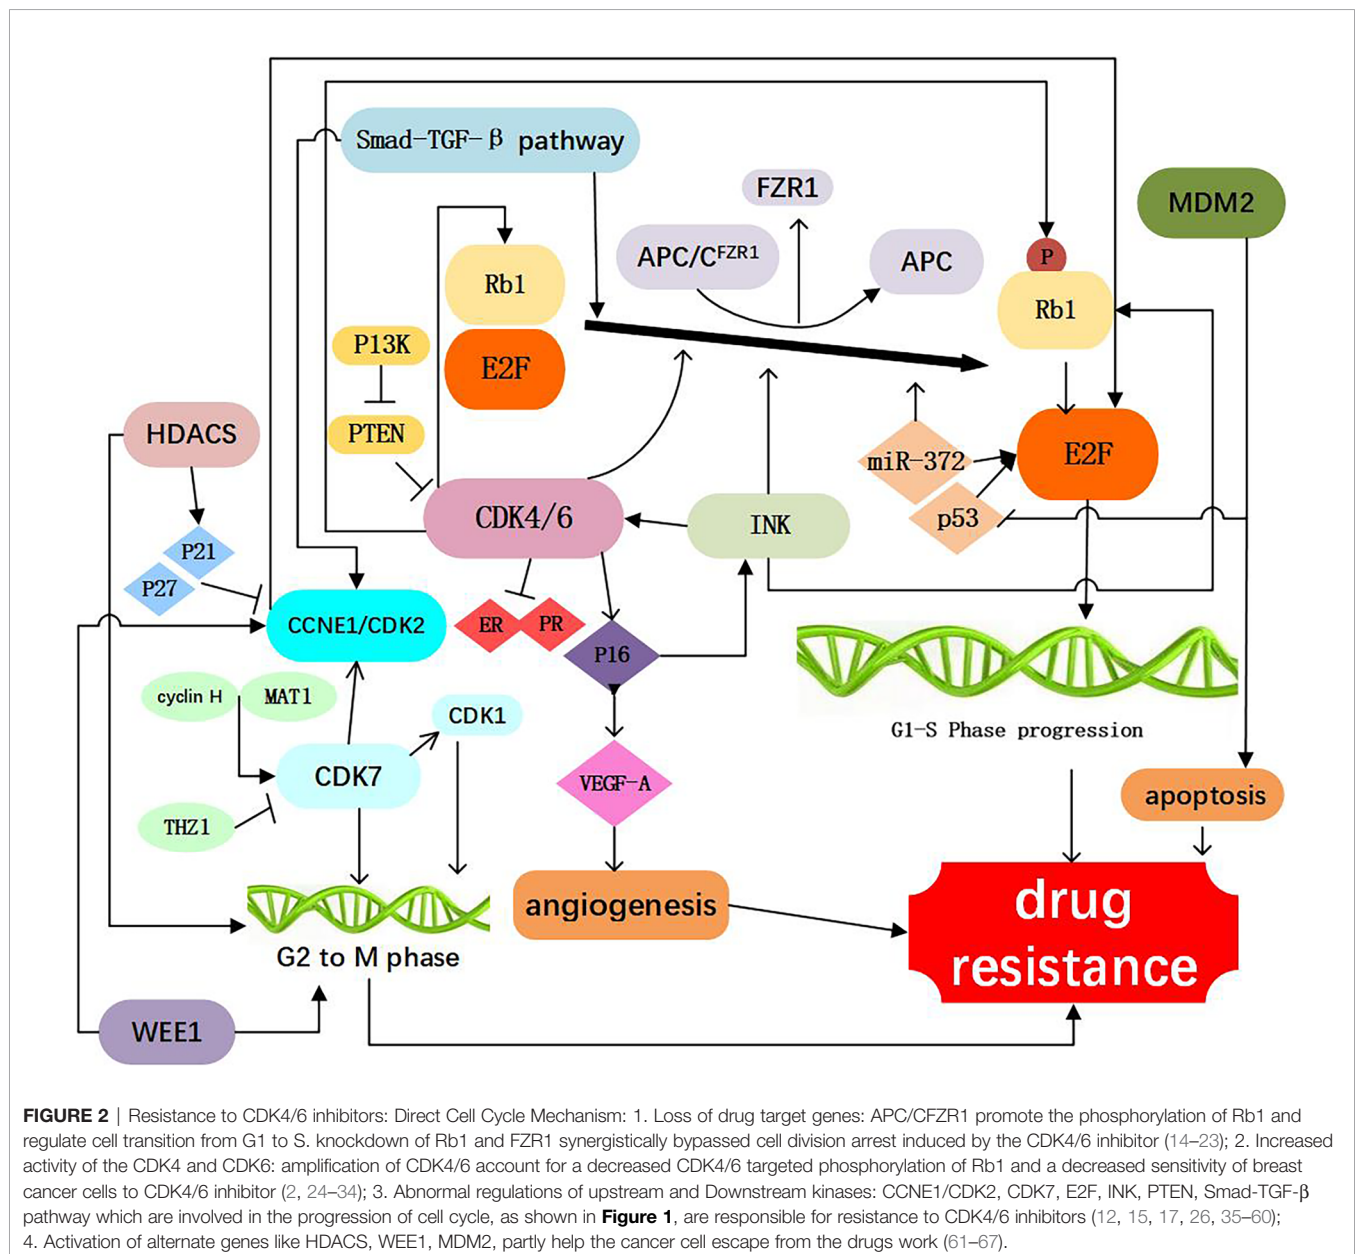 Smad-TGF-β pathway
FZR1
MDM2
APC/C^FZR1
APC
P
Rb1
Rb1
P13K
E2F
HDACS
PTEN
miR-372
E2F
CDK4/6
INK
p53
P21
P27
CCNE1/CDK2
ER
PR
P16
cyclin H
MAT1
CDK1
G1-S Phase progression
CDK7
VEGF-A
apoptosis
THZ1
angiogenesis
drug
resistance
G2 to M phase
WEE1
FIGURE 2 | Resistance to CDK4/6 inhibitors: Direct Cell Cycle Mechanism: 1. Loss of drug target genes: APC/CFZR1 promote the phosphorylation of Rb1 and
regulate cell transition from G1 to S. knockdown of Rb1 and FZR1 synergistically bypassed cell division arrest induced by the CDK4/6 inhibitor (14–23); 2. Increased
activity of the CDK4 and CDK6: amplification of CDK4/6 account for a decreased CDK4/6 targeted phosphorylation of Rb1 and a decreased sensitivity of breast
cancer cells to CDK4/6 inhibitor (2, 24–34); 3. Abnormal regulations of upstream and Downstream kinases: CCNE1/CDK2, CDK7, E2F, INK, PTEN, Smad-TGF-β
pathway which are involved in the progression of cell cycle, as shown in Figure 1, are responsible for resistance to CDK4/6 inhibitors (12, 15, 17, 26, 35–60);
4. Activation of alternate genes like HDACS, WEE1, MDM2, partly help the cancer cell escape from the drugs work (61–67).